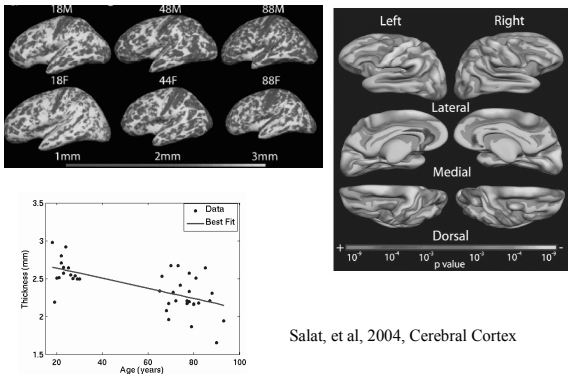 18M 48M 88M
18F 44F 88F
1mm 2mm 3mm
Left Right
Lateral
Medial
Dorsal
+ -
10⁻⁹ 10⁻⁴ 10⁻³ 10⁻³ 10⁻⁴ 10⁻⁹
p value
3.5
3
2.5
2
1.5
Thickness (mm)
Data
Best Fit
20 40 60 80 100
Age (years)
Salat, et al, 2004, Cerebral Cortex